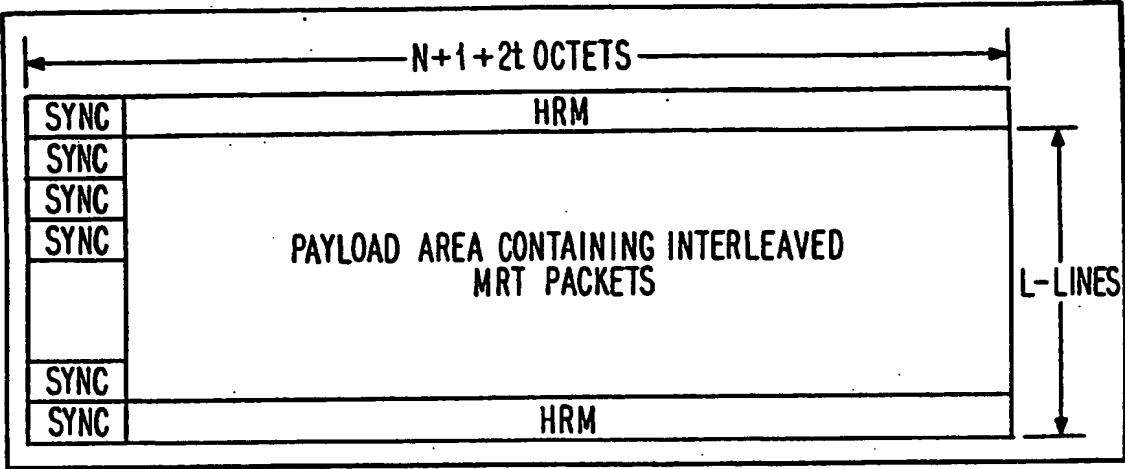 N+1+2t OCTETS
SYNC HRM
SYNC
SYNC
SYNC
PAYLOAD AREA CONTAINING INTERLEAVED
MRT PACKETS
L-LINES
SYNC
SYNC HRM